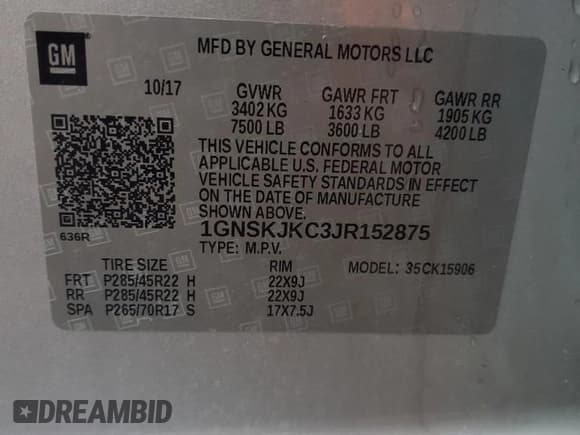 GM
MFD BY GENERAL MOTORS LLC
10/17 GVWR GAWR FRT GAWR RR
3402 KG 1633 KG 1905 KG
7500 LB 3600 LB 4200 LB
THIS VEHICLE CONFORMS TO ALL
APPLICABLE U.S. FEDERAL MOTOR
VEHICLE SAFETY STANDARDS IN EFFECT
ON THE DATE OF MANUFACTURE
SHOWN ABOVE.
636R
1GNSKJKC3JR152875
TYPE: M.P.V.
TIRE SIZE RIM MODEL: 35CK15906
FRT P285/45R22 H 22X9J
RR P285/45R22 H 22X9J
SPA P265/70R17 S 17X7.5J
DREAMBID